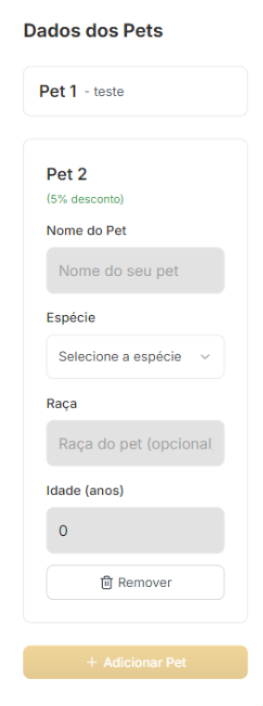 Dados dos Pets
Pet 1 - teste
Pet 2
(5% desconto)
Nome do Pet
Nome do seu pet
Espécie
Selecione a espécie
Raça
Raça do pet (opcional
Idade (anos)
0
Remover
+ Adicionar Pet